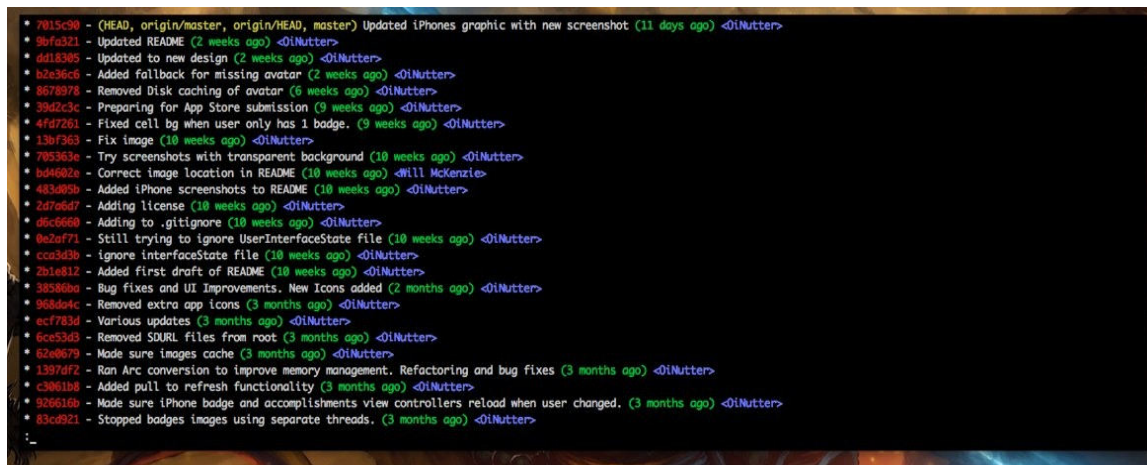 * 7015c90 - (HEAD, origin/master, origin/HEAD, master) Updated iPhones graphic with new screenshot (11 days ago) <OiNutter>
* 9bfa321 - Updated README (2 weeks ago) <OiNutter>
* dd18305 - Updated to new design (2 weeks ago) <OiNutter>
* b2e36c6 - Added fallback for missing avatar (2 weeks ago) <OiNutter>
* 8678978 - Removed Disk caching of avatar (6 weeks ago) <OiNutter>
* 39d2c3c - Preparing for App Store submission (9 weeks ago) <OiNutter>
* 4fd7261 - Fixed cell bg when user only has 1 badge. (9 weeks ago) <OiNutter>
* 13bf363 - Fix image (10 weeks ago) <OiNutter>
* 705363e - Try screenshots with transparent background (10 weeks ago) <OiNutter>
* bd4602e - Correct image location in README (10 weeks ago) <Will McKenzie>
* 483d05b - Added iPhone screenshots to README (10 weeks ago) <OiNutter>
* 2d7a6d7 - Adding license (10 weeks ago) <OiNutter>
* d6c6660 - Adding to .gitignore (10 weeks ago) <OiNutter>
* 0e2af71 - Still trying to ignore UserInterfaceState file (10 weeks ago) <OiNutter>
* cca3d3b - ignore interfaceState file (10 weeks ago) <OiNutter>
* 2b1e812 - Added first draft of README (10 weeks ago) <OiNutter>
* 38586ba - Bug fixes and UI Improvements. New Icons added (2 months ago) <OiNutter>
* 968da4c - Removed extra app icons (3 months ago) <OiNutter>
* ecf783d - Various updates (3 months ago) <OiNutter>
* 6ce53d3 - Removed SDURL files from root (3 months ago) <OiNutter>
* 62e0679 - Made sure images cache (3 months ago) <OiNutter>
* 1397df2 - Ran Arc conversion to improve memory management. Refactoring and bug fixes (3 months ago) <OiNutter>
* c3061b8 - Added pull to refresh functionality (3 months ago) <OiNutter>
* 926616b - Made sure iPhone badge and accomplishments view controllers reload when user changed. (3 months ago) <OiNutter>
* 83cd921 - Stopped badges images using separate threads. (3 months ago) <OiNutter>
:_